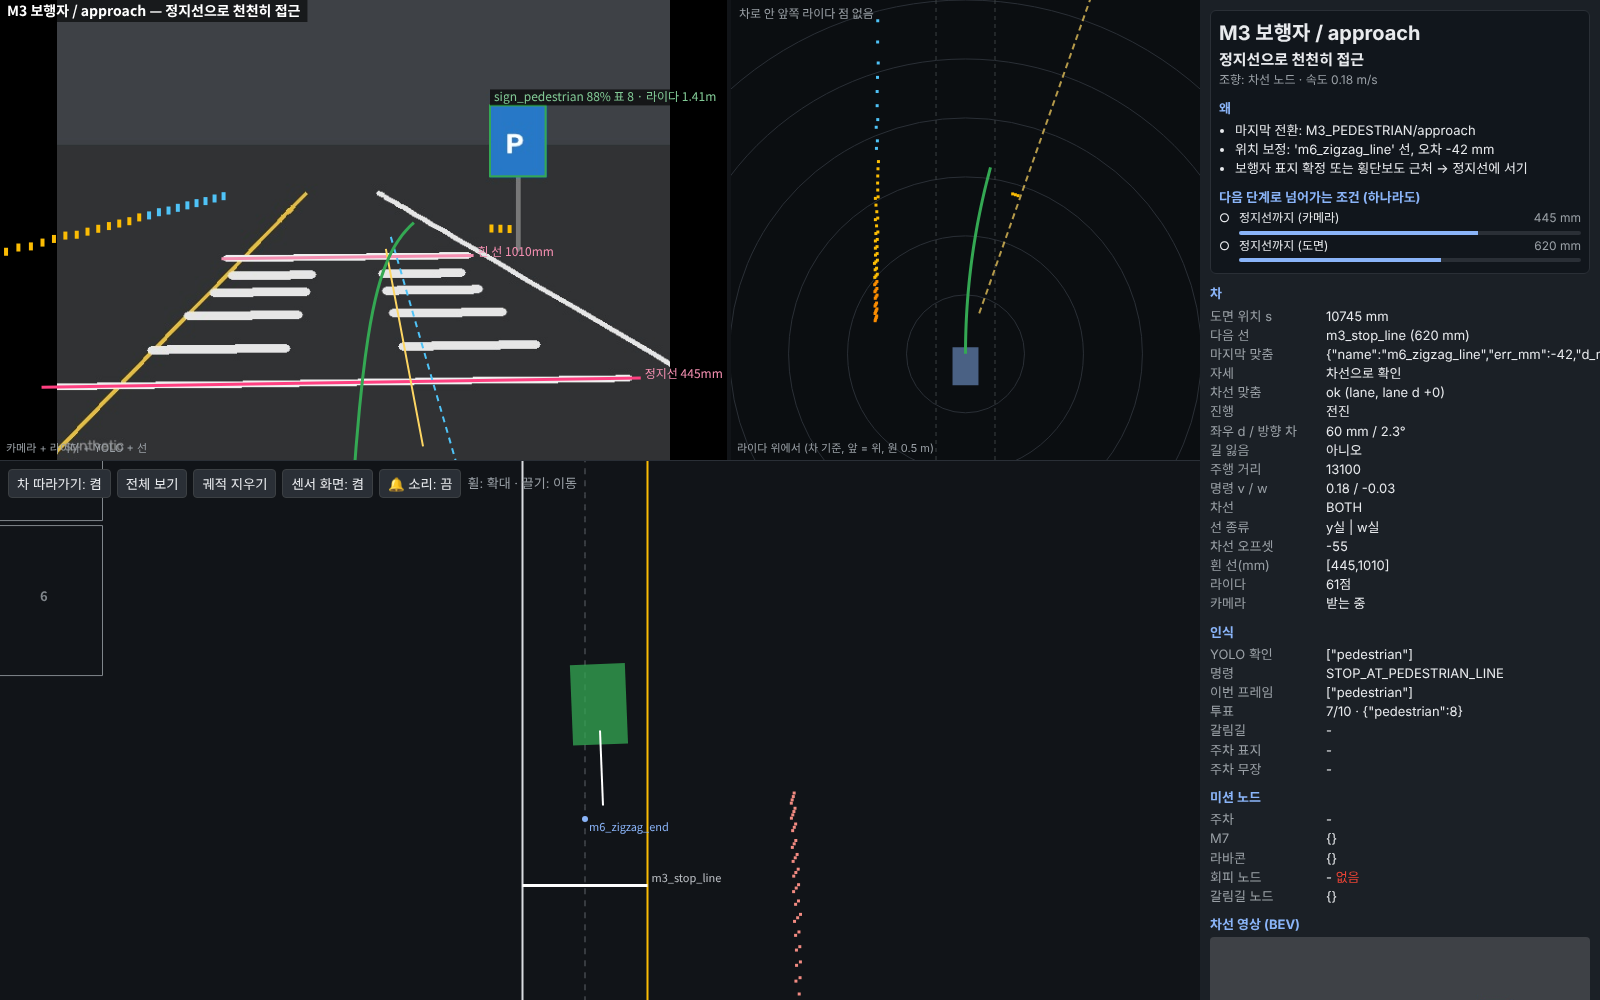 M3 보행자 / approach — 정지선으로 천천히 접근
sign_pedestrian 88% 표 8 · 라이다 1.41m
P
흰 선 1010mm
정지선 445mm
차로 안 앞쪽 라이다 점 없음
라이다 위에서 (차 기준, 앞 = 위, 원 0.5 m)
차 따라가기: 켬
전체 보기
궤적 지우기
센서 화면: 켬
🔔 소리: 끔
휠: 확대 · 끌기: 이동
6
m6_zigzag_end
m3_stop_line
M3 보행자 / approach
정지선으로 천천히 접근
조향: 차선 노드 · 속도 0.18 m/s
왜
• 마지막 전환: M3_PEDESTRIAN/approach
• 위치 보정: 'm6_zigzag_line' 선, 오차 -42 mm
• 보행자 표지 확정 또는 횡단보도 근처 → 정지선에 서기
다음 단계로 넘어가는 조건 (하나라도)
정지선까지 (카메라) 445 mm
정지선까지 (도면) 620 mm
차
도면 위치 s 10745 mm
다음 선 m3_stop_line (620 mm)
마지막 맞춤 {"name":"m6_zigzag_line","err_mm":-42,"d_m
자세 차선으로 확인
차선 맞춤 ok (lane, lane d +0)
진행 전진
좌우 d / 방향 차 60 mm / 2.3°
길 잃음 아니오
주행 거리 13100
명령 v / w 0.18 / -0.03
차선 BOTH
선 종류 y실 | w실
차선 오프셋 -55
흰 선(mm) [445,1010]
라이다 61점
카메라 받는 중
인식
YOLO 확인 ["pedestrian"]
명령 STOP_AT_PEDESTRIAN_LINE
이번 프레임 ["pedestrian"]
투표 7/10 · {"pedestrian":8}
갈림길 -
주차 표지 -
주차 무장 -
미션 노드
주차 -
M7 {}
라바콘 {}
회피 노드 - 없음
갈림길 노드 {}
차선 영상 (BEV)